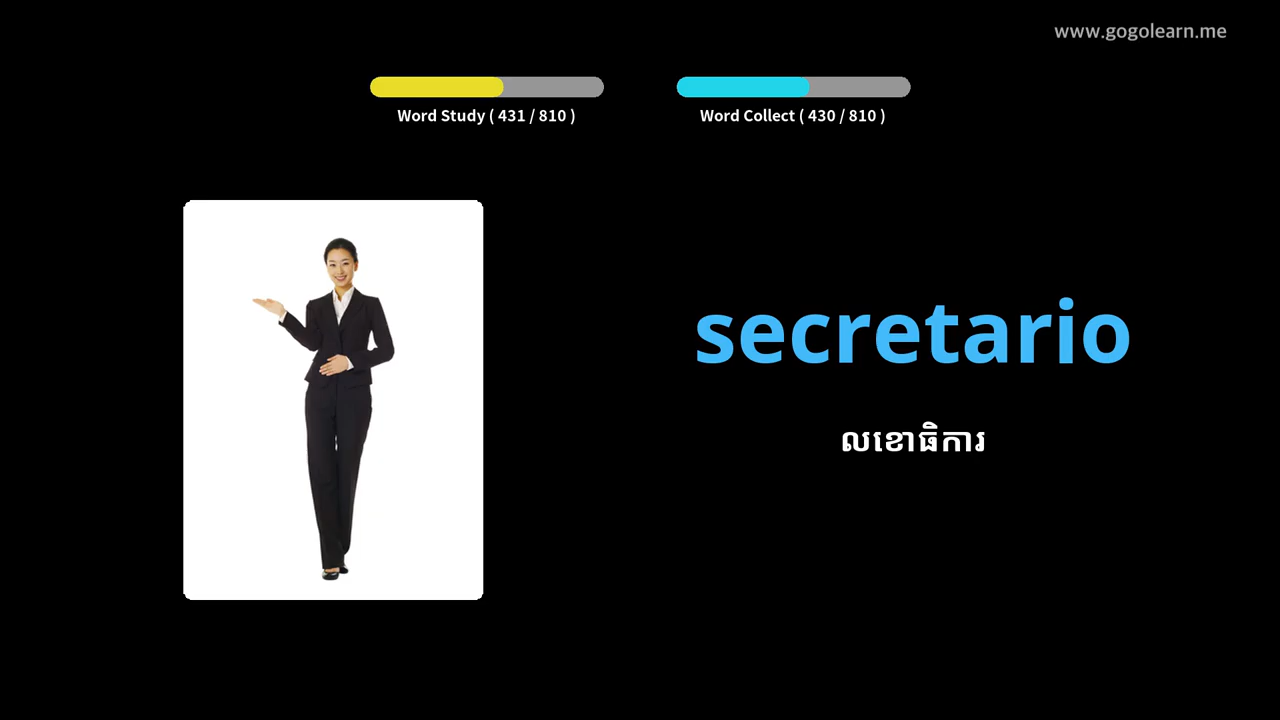 www.gogolearn.me
Word Study ( 431 / 810 )
Word Collect ( 430 / 810 )
secretario
លខោធិការ